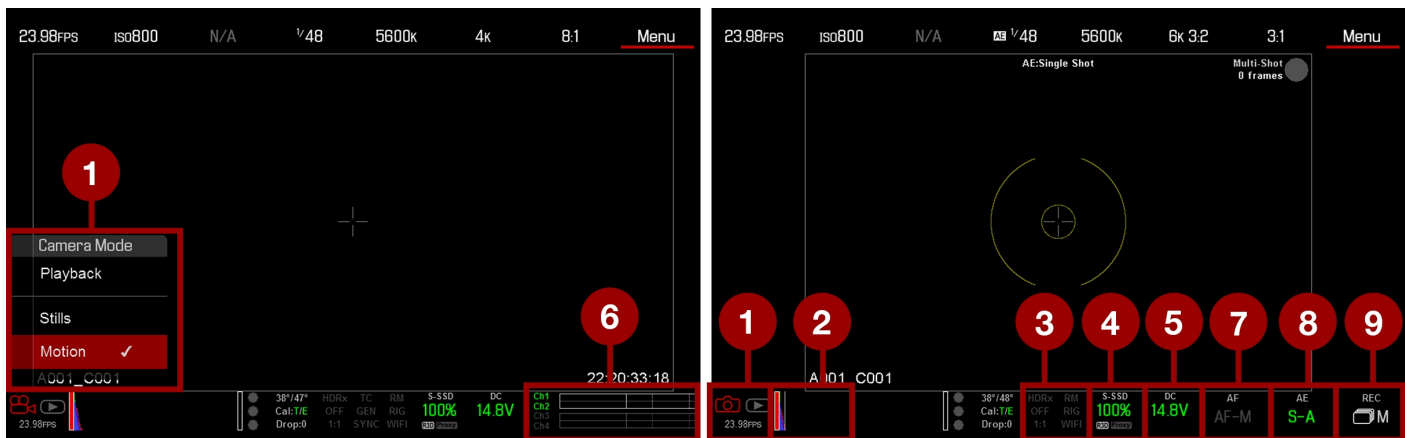 23.98FPS ISO800 N/A 1/48 5600K 4K 8:1 Menu
1
Camera Mode
Playback
Stills
Motion ✓
A001_C001
22:20:33:18
6
23.98FPS
38°/47° HDRx TC RM S-SSD DC Ch1
Cal:T/E OFF GEN RIG 100% 14.8V Ch2
Drop:0 1:1 SYNC WIFI R3D Proxy Ch3
Ch4
23.98FPS ISO800 N/A AE 1/48 5600K 6K 3:2 3:1 Menu
AE:Single Shot
Multi-Shot
0 frames
1 2 3 4 5 7 8 9
A001_C001
23.98FPS
38°/48° HDRx RM S-SSD DC AF AE REC
Cal:T/E OFF RIG 100% 14.8V AF-M S-A M
Drop:0 1:1 WIFI R3D Proxy